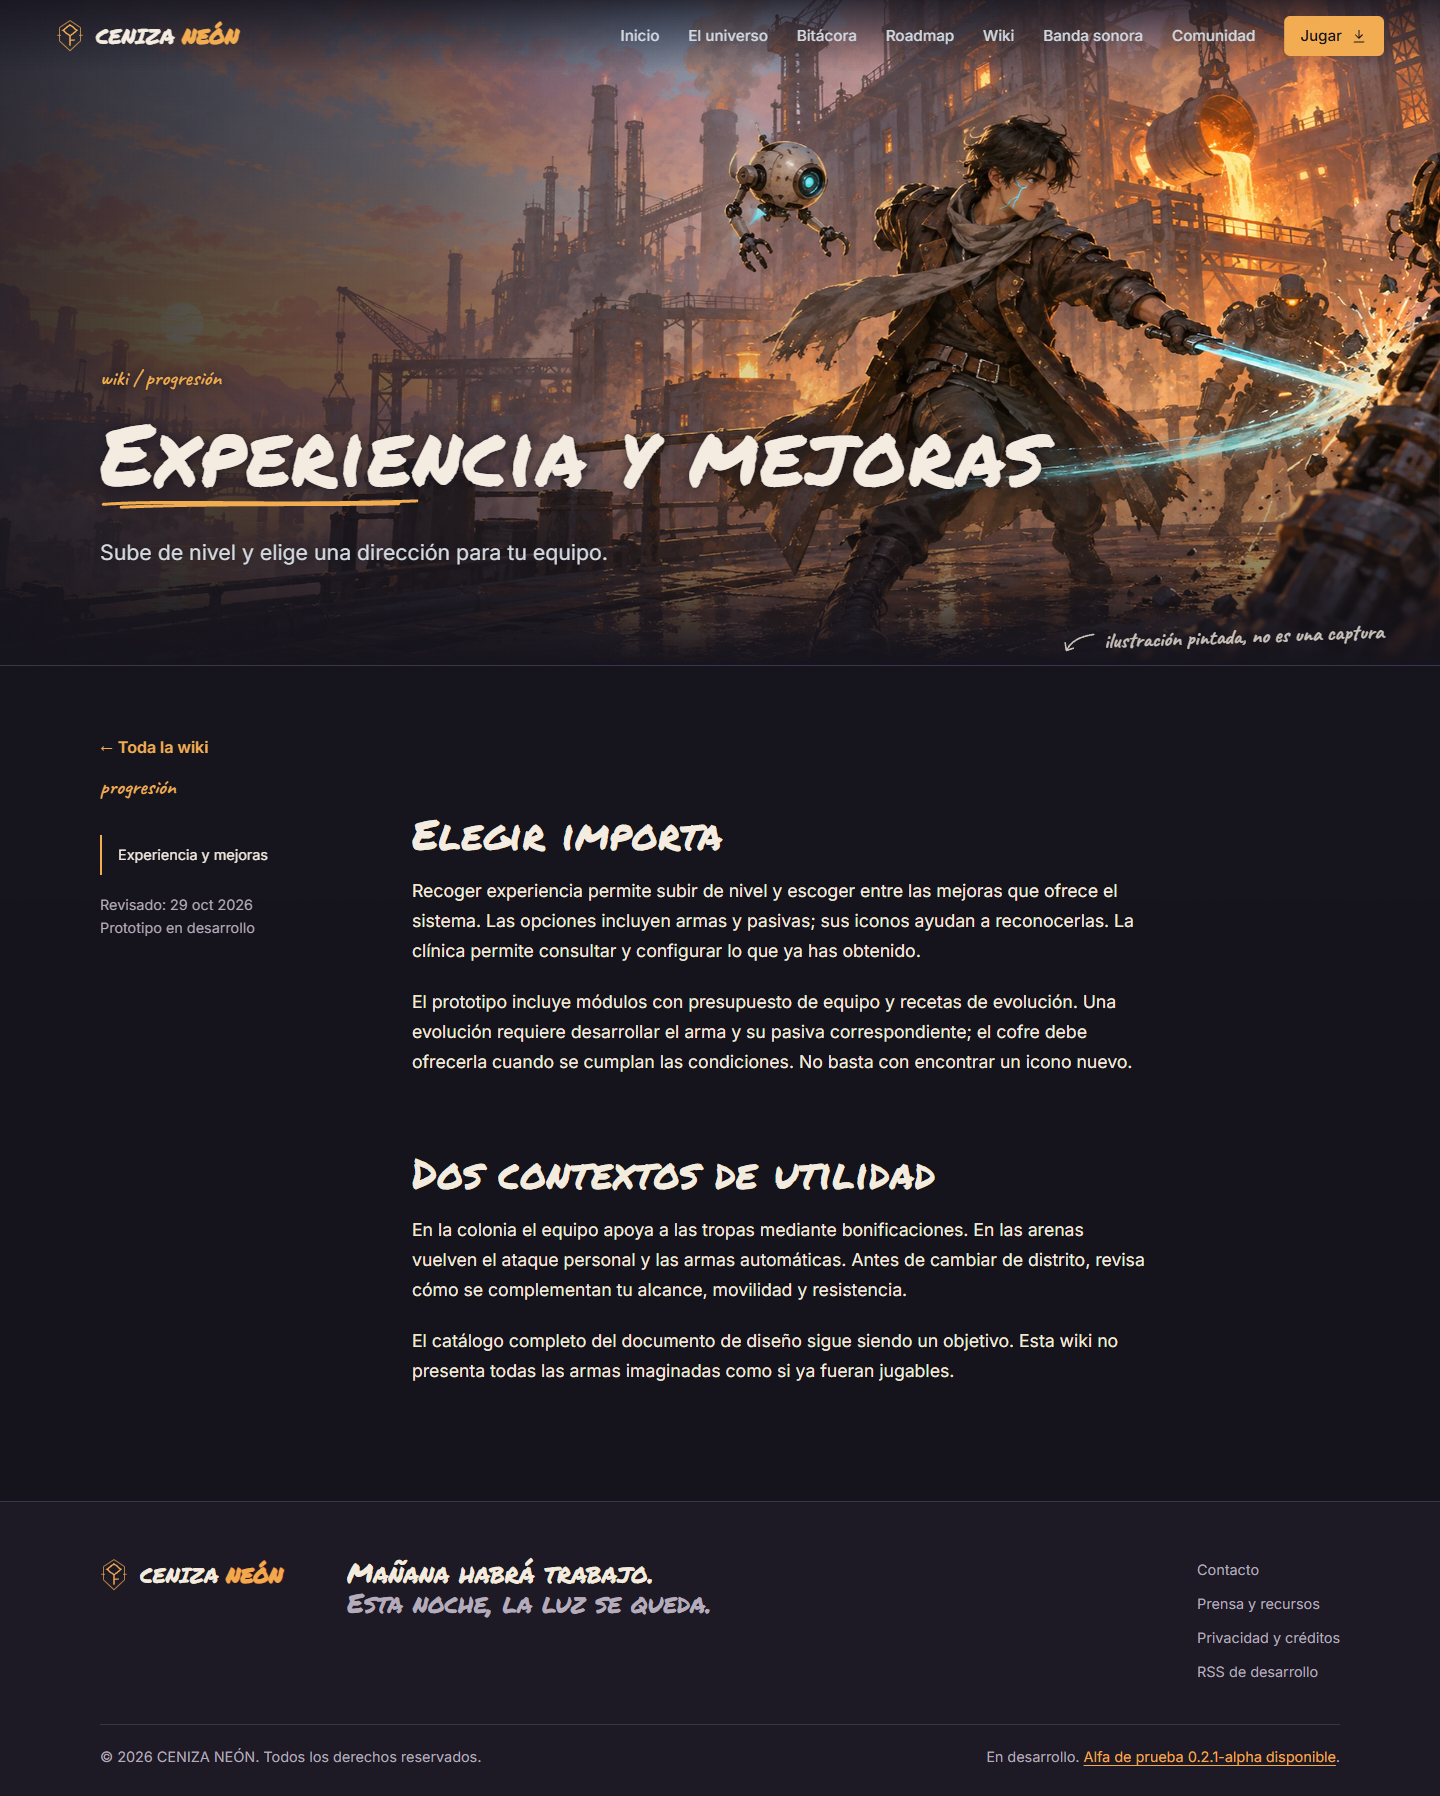 CENIZA NEÓN
Inicio El universo Bitácora Roadmap Wiki Banda sonora Comunidad Jugar
wiki / progresión
Experiencia y mejoras
Sube de nivel y elige una dirección para tu equipo.
ilustración pintada, no es una captura
← Toda la wiki
progresión
Experiencia y mejoras
Revisado: 29 oct 2026
Prototipo en desarrollo
Elegir importa
Recoger experiencia permite subir de nivel y escoger entre las mejoras que ofrece el
sistema. Las opciones incluyen armas y pasivas; sus iconos ayudan a reconocerlas. La
clínica permite consultar y configurar lo que ya has obtenido.
El prototipo incluye módulos con presupuesto de equipo y recetas de evolución. Una
evolución requiere desarrollar el arma y su pasiva correspondiente; el cofre debe
ofrecerla cuando se cumplan las condiciones. No basta con encontrar un icono nuevo.
Dos contextos de utilidad
En la colonia el equipo apoya a las tropas mediante bonificaciones. En las arenas
vuelven el ataque personal y las armas automáticas. Antes de cambiar de distrito, revisa
cómo se complementan tu alcance, movilidad y resistencia.
El catálogo completo del documento de diseño sigue siendo un objetivo. Esta wiki no
presenta todas las armas imaginadas como si ya fueran jugables.
CENIZA NEÓN
Mañana habrá trabajo.
Esta noche, la luz se queda.
Contacto
Prensa y recursos
Privacidad y créditos
RSS de desarrollo
© 2026 CENIZA NEÓN. Todos los derechos reservados.
En desarrollo. Alfa de prueba 0.2.1-alpha disponible.